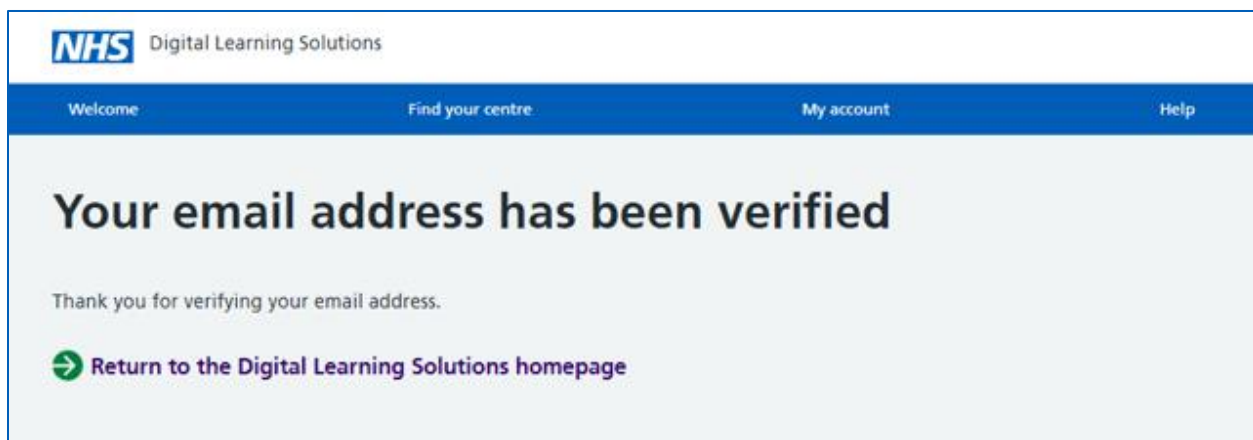 NHS Digital Learning Solutions
Welcome Find your centre My account Help
Your email address has been verified
Thank you for verifying your email address.
Return to the Digital Learning Solutions homepage